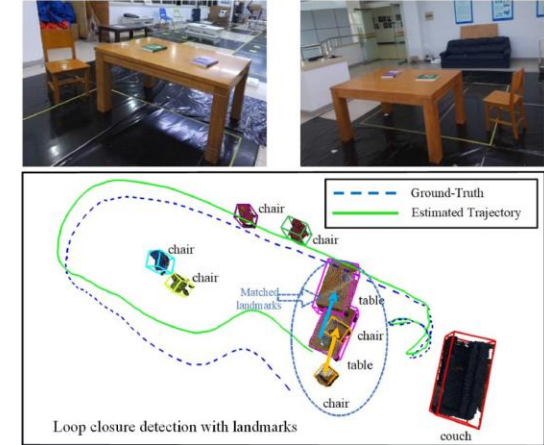 Ground-Truth
Estimated Trajectory
chair
chair
chair
chair
Matched
landmarks
table
chair
table
chair
couch
Loop closure detection with landmarks